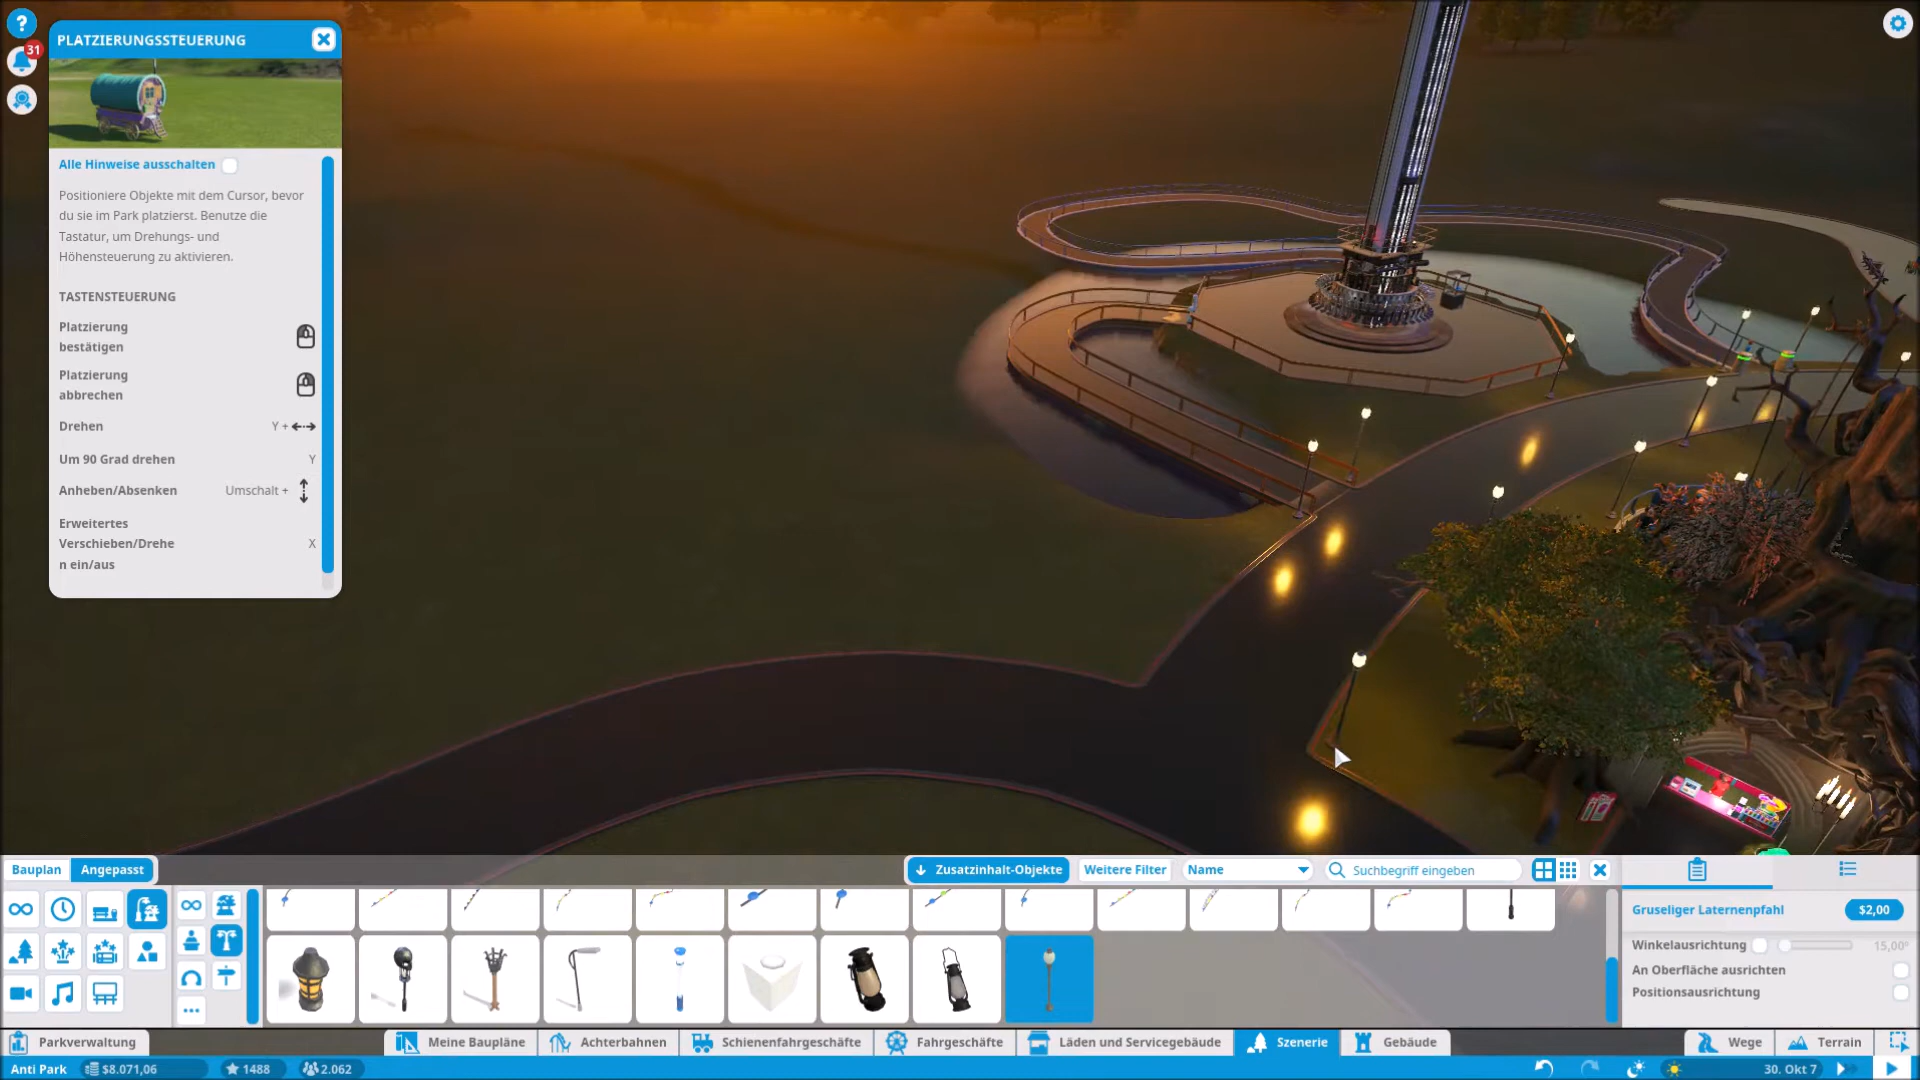 ?
31
PLATZIERUNGSSTEUERUNG
Alle Hinweise ausschalten
Positioniere Objekte mit dem Cursor, bevor
du sie im Park platzierst. Benutze die
Tastatur, um Drehungs- und
Höhensteuerung zu aktivieren.
TASTENSTEUERUNG
Platzierung
bestätigen
Platzierung
abbrechen
Drehen Y +
Um 90 Grad drehen Y
Anheben/Absenken Umschalt +
Erweitertes
Verschieben/Drehe X
n ein/aus
Bauplan Angepasst
Zusatzinhalt-Objekte Weitere Filter Name Suchbegriff eingeben
Gruseliger Laternenpfahl $2,00
Winkelausrichtung 15,00°
An Oberfläche ausrichten
Positionsausrichtung
Parkverwaltung Meine Baupläne Achterbahnen Schienenfahrgeschäfte Fahrgeschäfte Läden und Servicegebäude Szenerie Gebäude Wege Terrain
Anti Park $8.071,06 1488 2.062 30. Okt 7